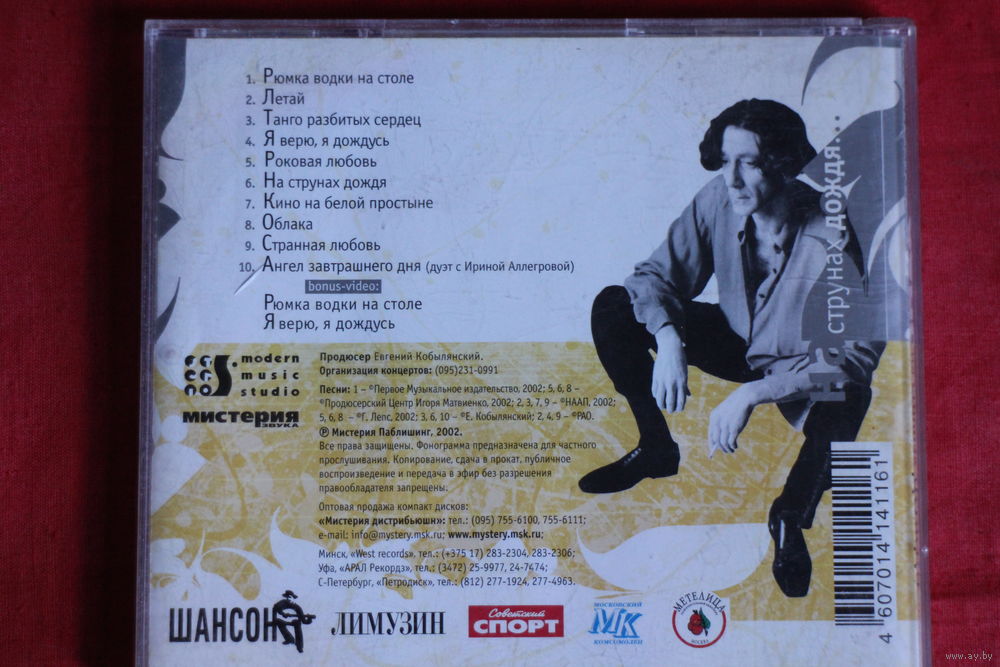 1. Рюмка водки на столе
2. Летай
3. Танго разбитых сердец
4. Я верю, я дождусь
5. Роковая любовь
6. На струнах дождя
7. Кино на белой простыне
8. Облака
9. Странная любовь
10. Ангел завтрашнего дня (дуэт с Ириной Аллегровой)
bonus-video:
Рюмка водки на столе
Я верю, я дождусь
На струнах дождя...
modern
music
studio
мистерия
ЗВУКА
Продюсер Евгений Кобылянский.
Организация концертов: (095)231-0991
Песни: 1 – ©Первое Музыкальное издательство, 2002; 5, 6, 8 –
©Продюсерский Центр Игоря Матвиенко, 2002; 2, 3, 7, 9 – ©НААП, 2002;
5, 6, 8 – ©Г. Лепс, 2002; 3, 6, 10 – ©Е. Кобылянский; 2, 4, 9 – ©РАО.
℗ Мистерия Паблишинг, 2002.
Все права защищены. Фонограмма предназначена для частного
прослушивания. Копирование, сдача в прокат, публичное
воспроизведение и передача в эфир без разрешения
правообладателя запрещены.
Оптовая продажа компакт дисков:
«Мистерия дистрибьюшн»: тел.: (095) 755-6100, 755-6111;
e-mail: info@mystery.msk.ru; www.mystery.msk.ru;
Минск, «West records», тел.: (+375 17) 283-2304, 283-2306;
Уфа, «АРАЛ Рекордз», тел.: (3472) 25-9977, 24-7474;
С-Петербург, «Петродиск», тел.: (812) 277-1924, 277-4963.
4 607014 141161
ШАНСОН
ЛИМУЗИН
Советский
СПОРТ
МОСКОВСКИЙ
МК
КОМСОМОЛЕЦ
МЕТЕЛИЦА
МОСКВА
www.ay.by